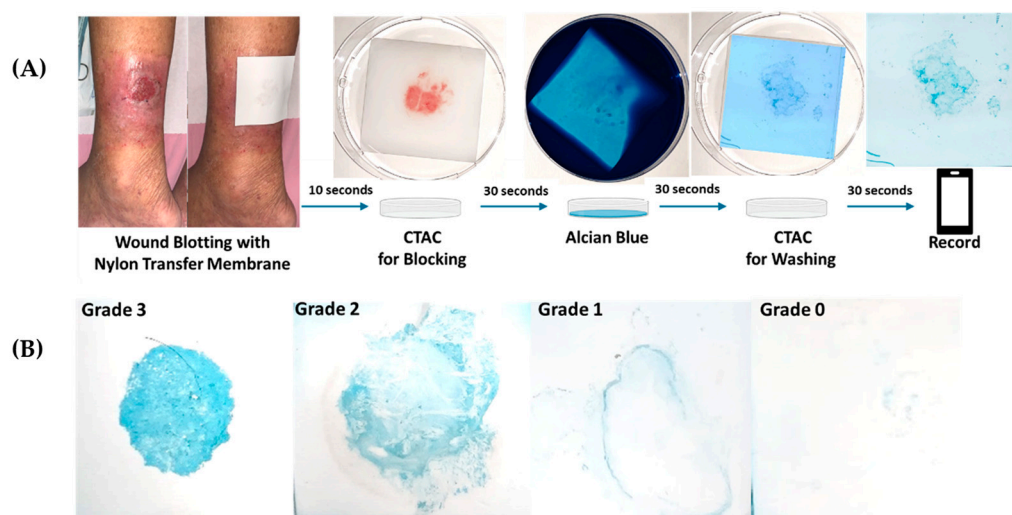 (A)
10 seconds
30 seconds
30 seconds
30 seconds
Wound Blotting with
Nylon Transfer Membrane
CTAC
for Blocking
Alcian Blue
CTAC
for Washing
Record
(B)
Grade 3
Grade 2
Grade 1
Grade 0